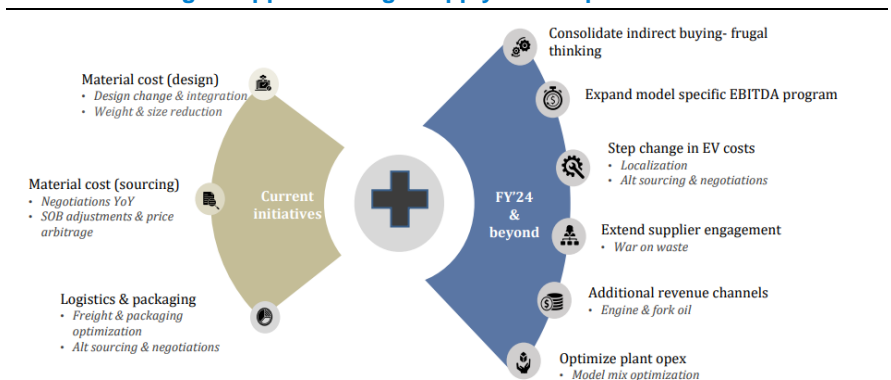 Material cost (design)
• Design change & integration
• Weight & size reduction
Material cost (sourcing)
• Negotiations YoY
• SOB adjustments & price
arbitrage
Logistics & packaging
• Freight & packaging
optimization
• Alt sourcing & negotiations
Current
initiatives
FY'24
&
beyond
Consolidate indirect buying- frugal
thinking
Expand model specific EBITDA program
Step change in EV costs
• Localization
• Alt sourcing & negotiations
Extend supplier engagement
• War on waste
Additional revenue channels
• Engine & fork oil
Optimize plant opex
• Model mix optimization